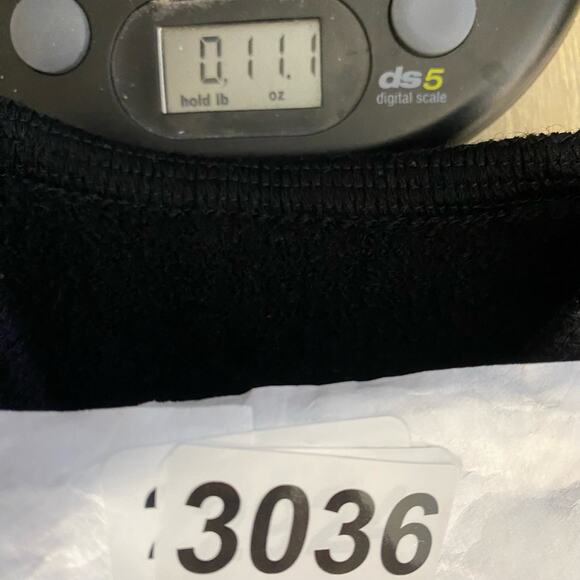 0, 11.1
hold lb oz
ds5
digital scale
3036